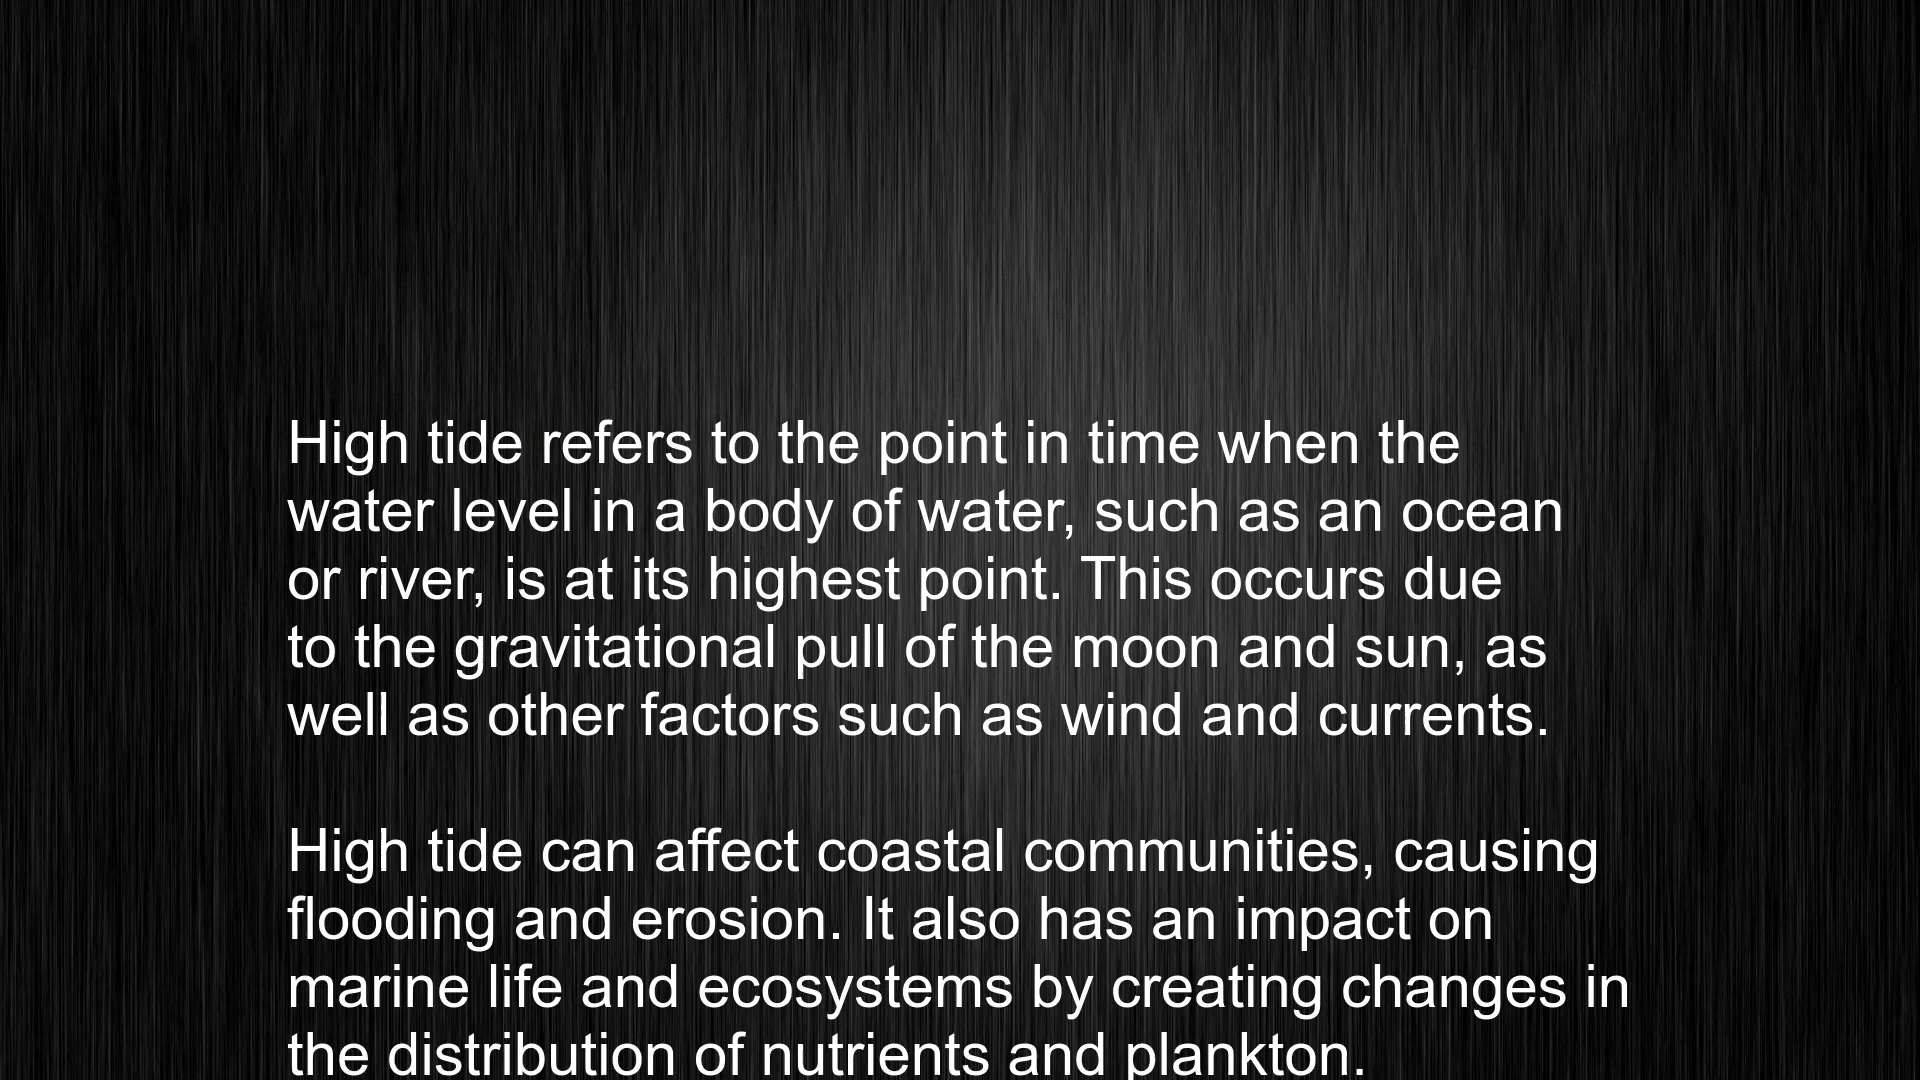 High tide refers to the point in time when the
water level in a body of water, such as an ocean
or river, is at its highest point. This occurs due
to the gravitational pull of the moon and sun, as
well as other factors such as wind and currents.

High tide can affect coastal communities, causing
flooding and erosion. It also has an impact on
marine life and ecosystems by creating changes in
the distribution of nutrients and plankton.